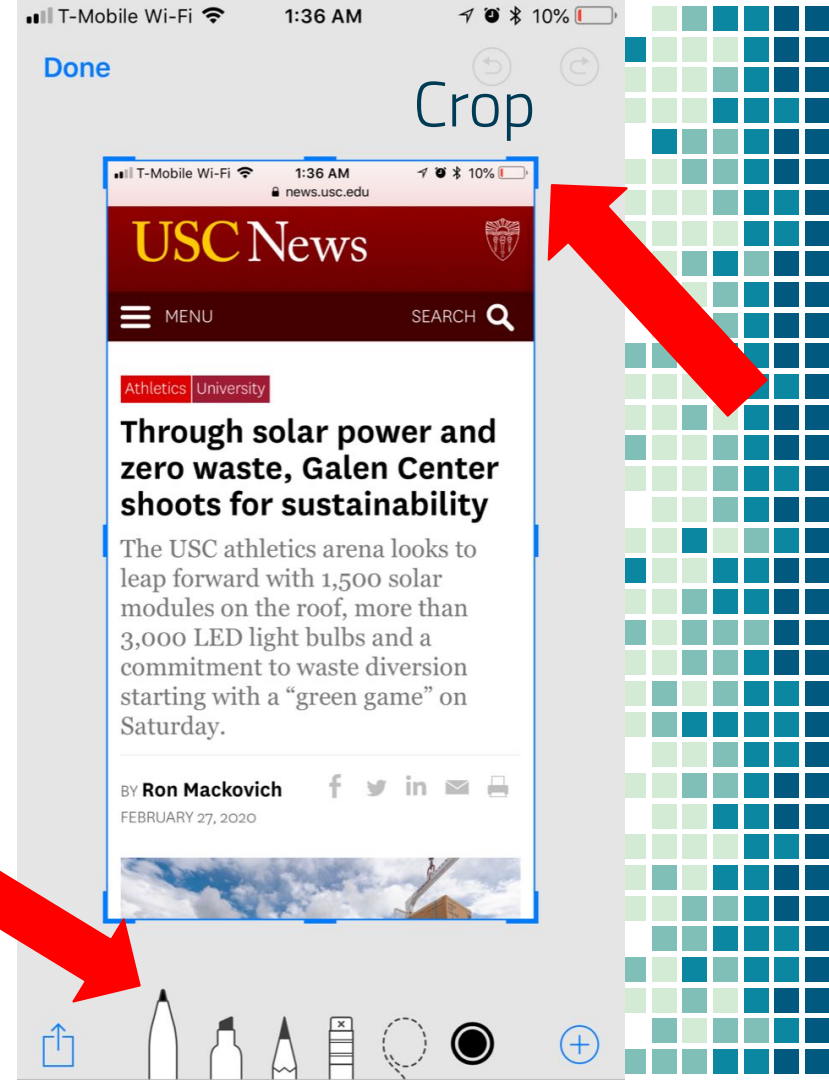 T-Mobile Wi-Fi 1:36 AM 10%
Done
Crop
T-Mobile Wi-Fi 1:36 AM 10%
news.usc.edu
USC News
MENU SEARCH
Athletics University
Through solar power and
zero waste, Galen Center
shoots for sustainability
The USC athletics arena looks to
leap forward with 1,500 solar
modules on the roof, more than
3,000 LED light bulbs and a
commitment to waste diversion
starting with a “green game” on
Saturday.
BY Ron Mackovich f in
FEBRUARY 27, 2020